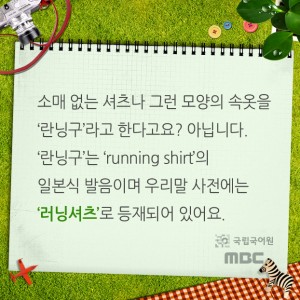 소매 없는 셔츠나 그런 모양의 속옷을
‘란닝구’라고 한다고요? 아닙니다.
‘란닝구’는 ‘running shirt’의
일본식 발음이며 우리말 사전에는
‘러닝셔츠’로 등재되어 있어요.
국립국어원
MBC